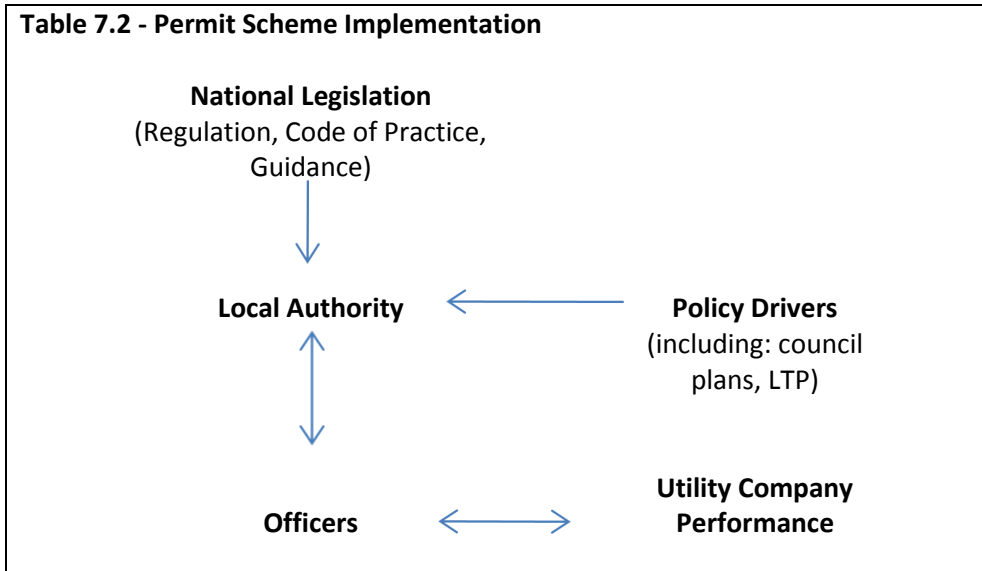 Table 7.2 - Permit Scheme Implementation
National Legislation
(Regulation, Code of Practice,
Guidance)
Local Authority
Policy Drivers
(including: council
plans, LTP)
Officers
Utility Company
Performance